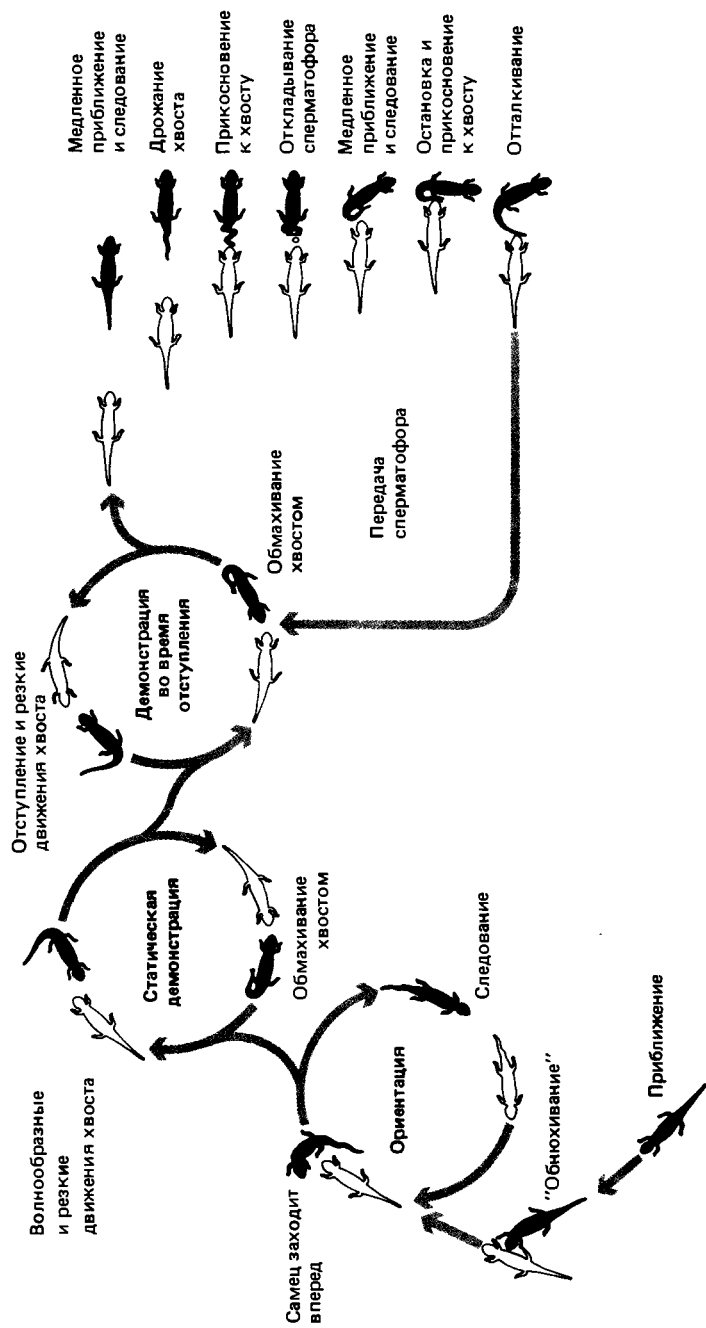 Приближение
"Обнюхивание"
Самец заходит
вперед
Ориентация
Следование
Волнообразные
и резкие
движения хвоста
Статическая
демонстрация
Обмахивание
хвостом
Отступление и резкие
движения хвоста
Демонстрация
во время
отступления
Обмахивание
хвостом
Передача
сперматофора
Медленное
приближение
и следование
Дрожание
хвоста
Прикосновение
к хвосту
Откладывание
сперматофора
Медленное
приближение
и следование
Остановка и
прикосновение
к хвосту
Отталкивание